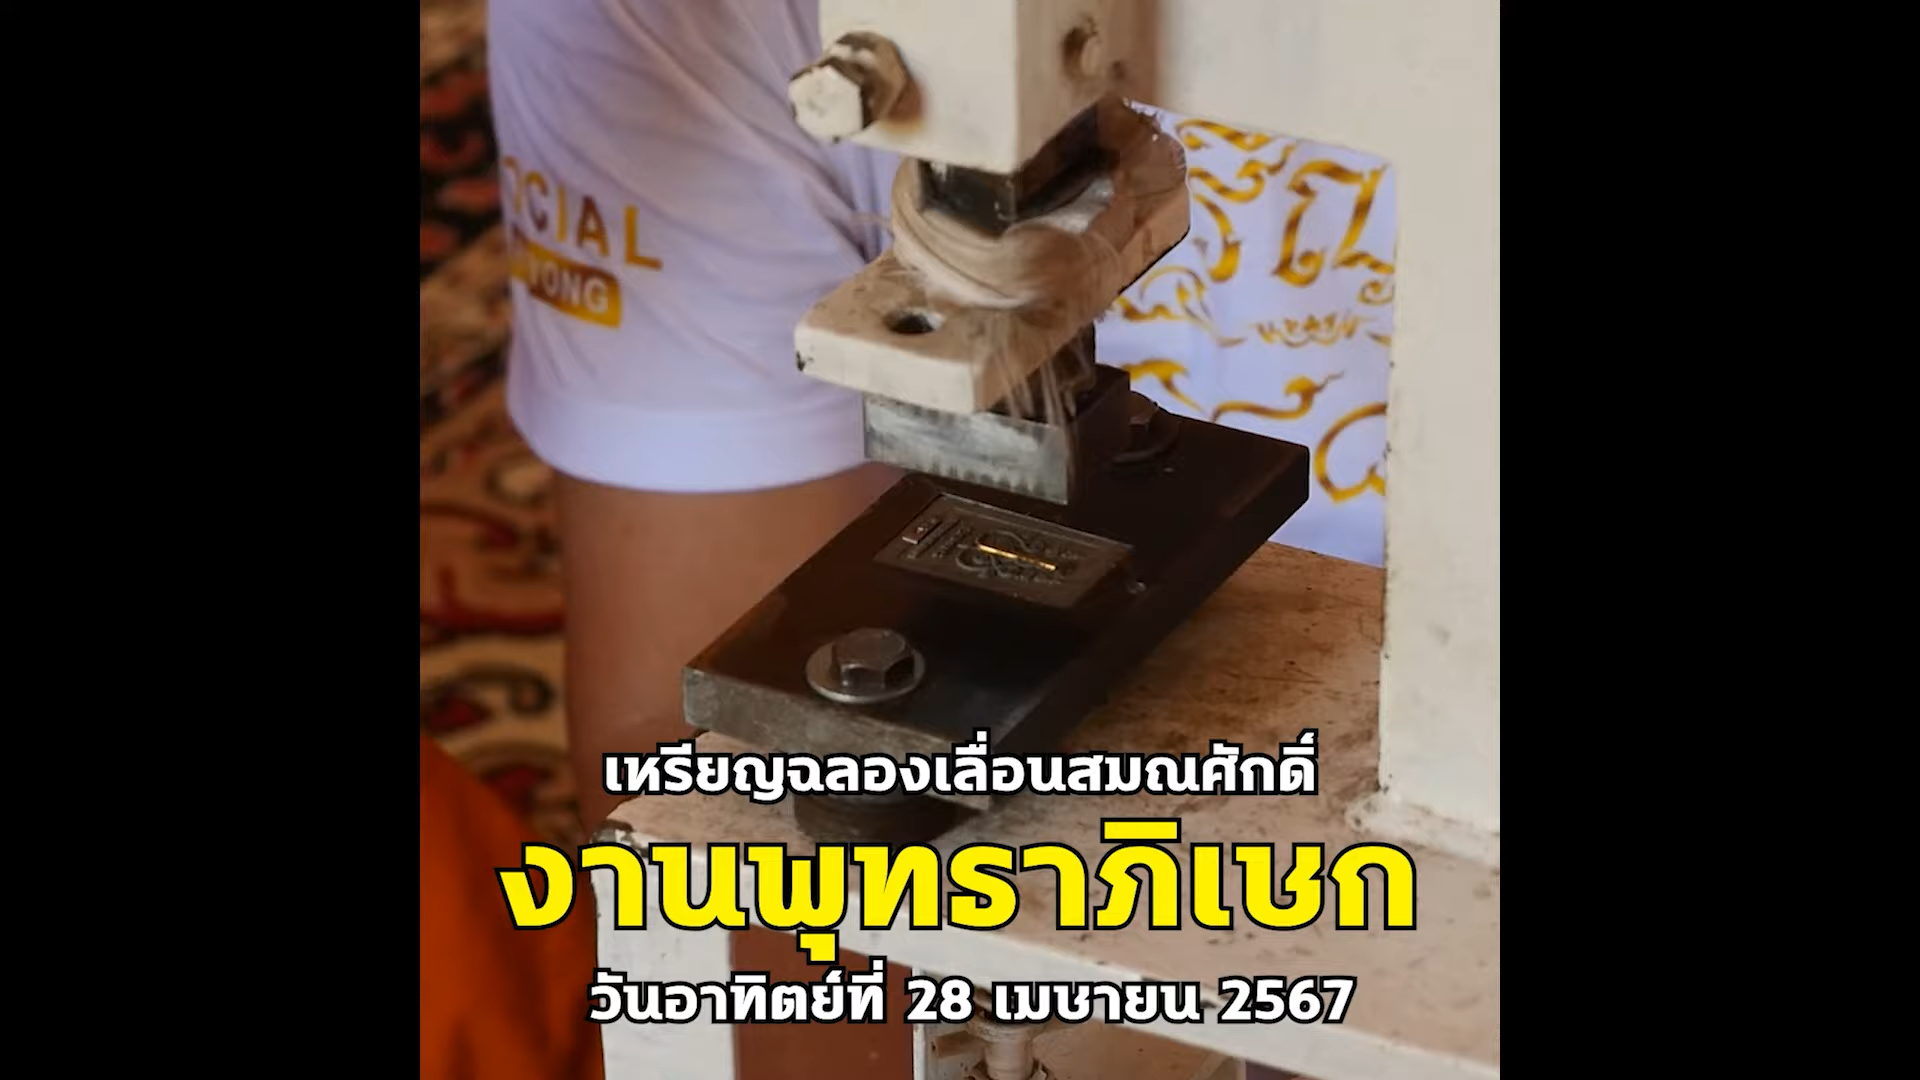 CIAL
ONG
เหรียญฉลองเลื่อนสมณศักดิ์
งานพุทธาภิเษก
วันอาทิตย์ที่ 28 เมษายน 2567